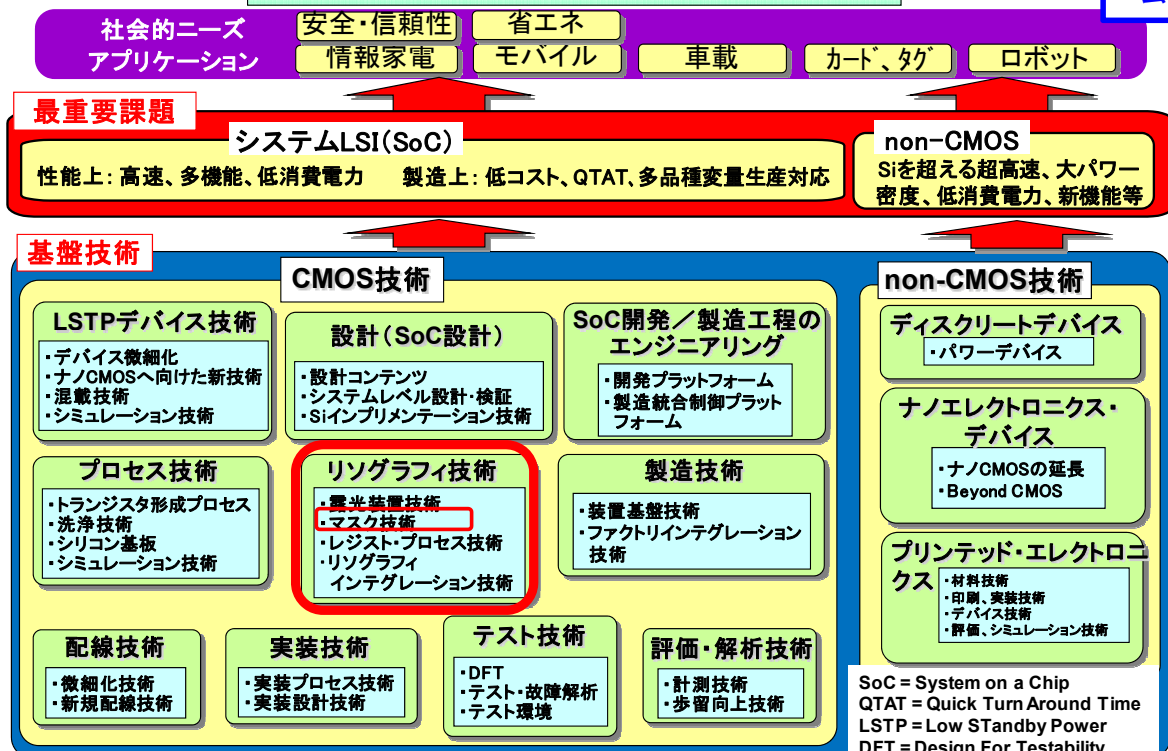 社会的ニーズ
アプリケーション
安全・信頼性
省エネ
情報家電
モバイル
車載
カード、タグ
ロボット
最重要課題
システムLSI(SoC)
性能上: 高速、多機能、低消費電力 製造上: 低コスト、QTAT、多品種変量生産対応
non-CMOS
Siを超える超高速、大パワー
密度、低消費電力、新機能等
基盤技術
CMOS技術
LSTPデバイス技術
・デバイス微細化
・ナノCMOSへ向けた新技術
・混載技術
・シミュレーション技術
設計(SoC設計)
・設計コンテンツ
・システムレベル設計・検証
・Siインプリメンテーション技術
SoC開発/製造工程の
エンジニアリング
・開発プラットフォーム
・製造統合制御プラット
フォーム
プロセス技術
・トランジスタ形成プロセス
・洗浄技術
・シリコン基板
・シミュレーション技術
リソグラフィ技術
・露光装置技術
・マスク技術
・レジスト・プロセス技術
・リソグラフィ
インテグレーション技術
製造技術
・装置基盤技術
・ファクトリインテグレーション
技術
配線技術
・微細化技術
・新規配線技術
実装技術
・実装プロセス技術
・実装設計技術
テスト技術
・DFT
・テスト・故障解析
・テスト環境
評価・解析技術
・計測技術
・歩留向上技術
non-CMOS技術
ディスクリートデバイス
・パワーデバイス
ナノエレクトロニクス・
デバイス
・ナノCMOSの延長
・Beyond CMOS
プリンテッド・エレクトロニ
クス
・材料技術
・印刷、実装技術
・デバイス技術
・評価、シミュレーション技術
SoC = System on a Chip
QTAT = Quick Turn Around Time
LSTP = Low STandby Power
DFT = Design For Testability